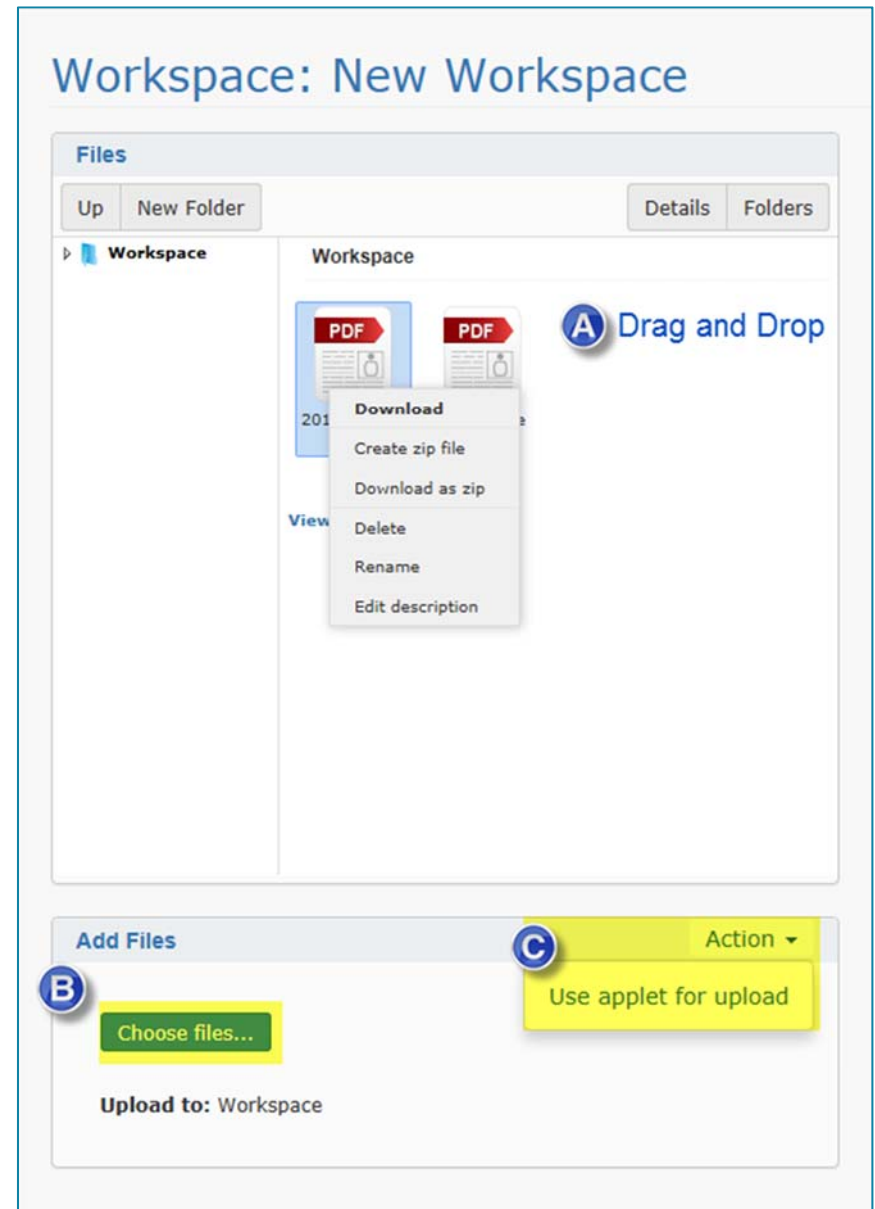 Workspace: New Workspace
Files
Up New Folder Details Folders
Workspace Workspace
A Drag and Drop
PDF PDF
201 e
Download
Create zip file
Download as zip
View
Delete
Rename
Edit description
Add Files
C Action
B
Use applet for upload
Choose files...
Upload to: Workspace